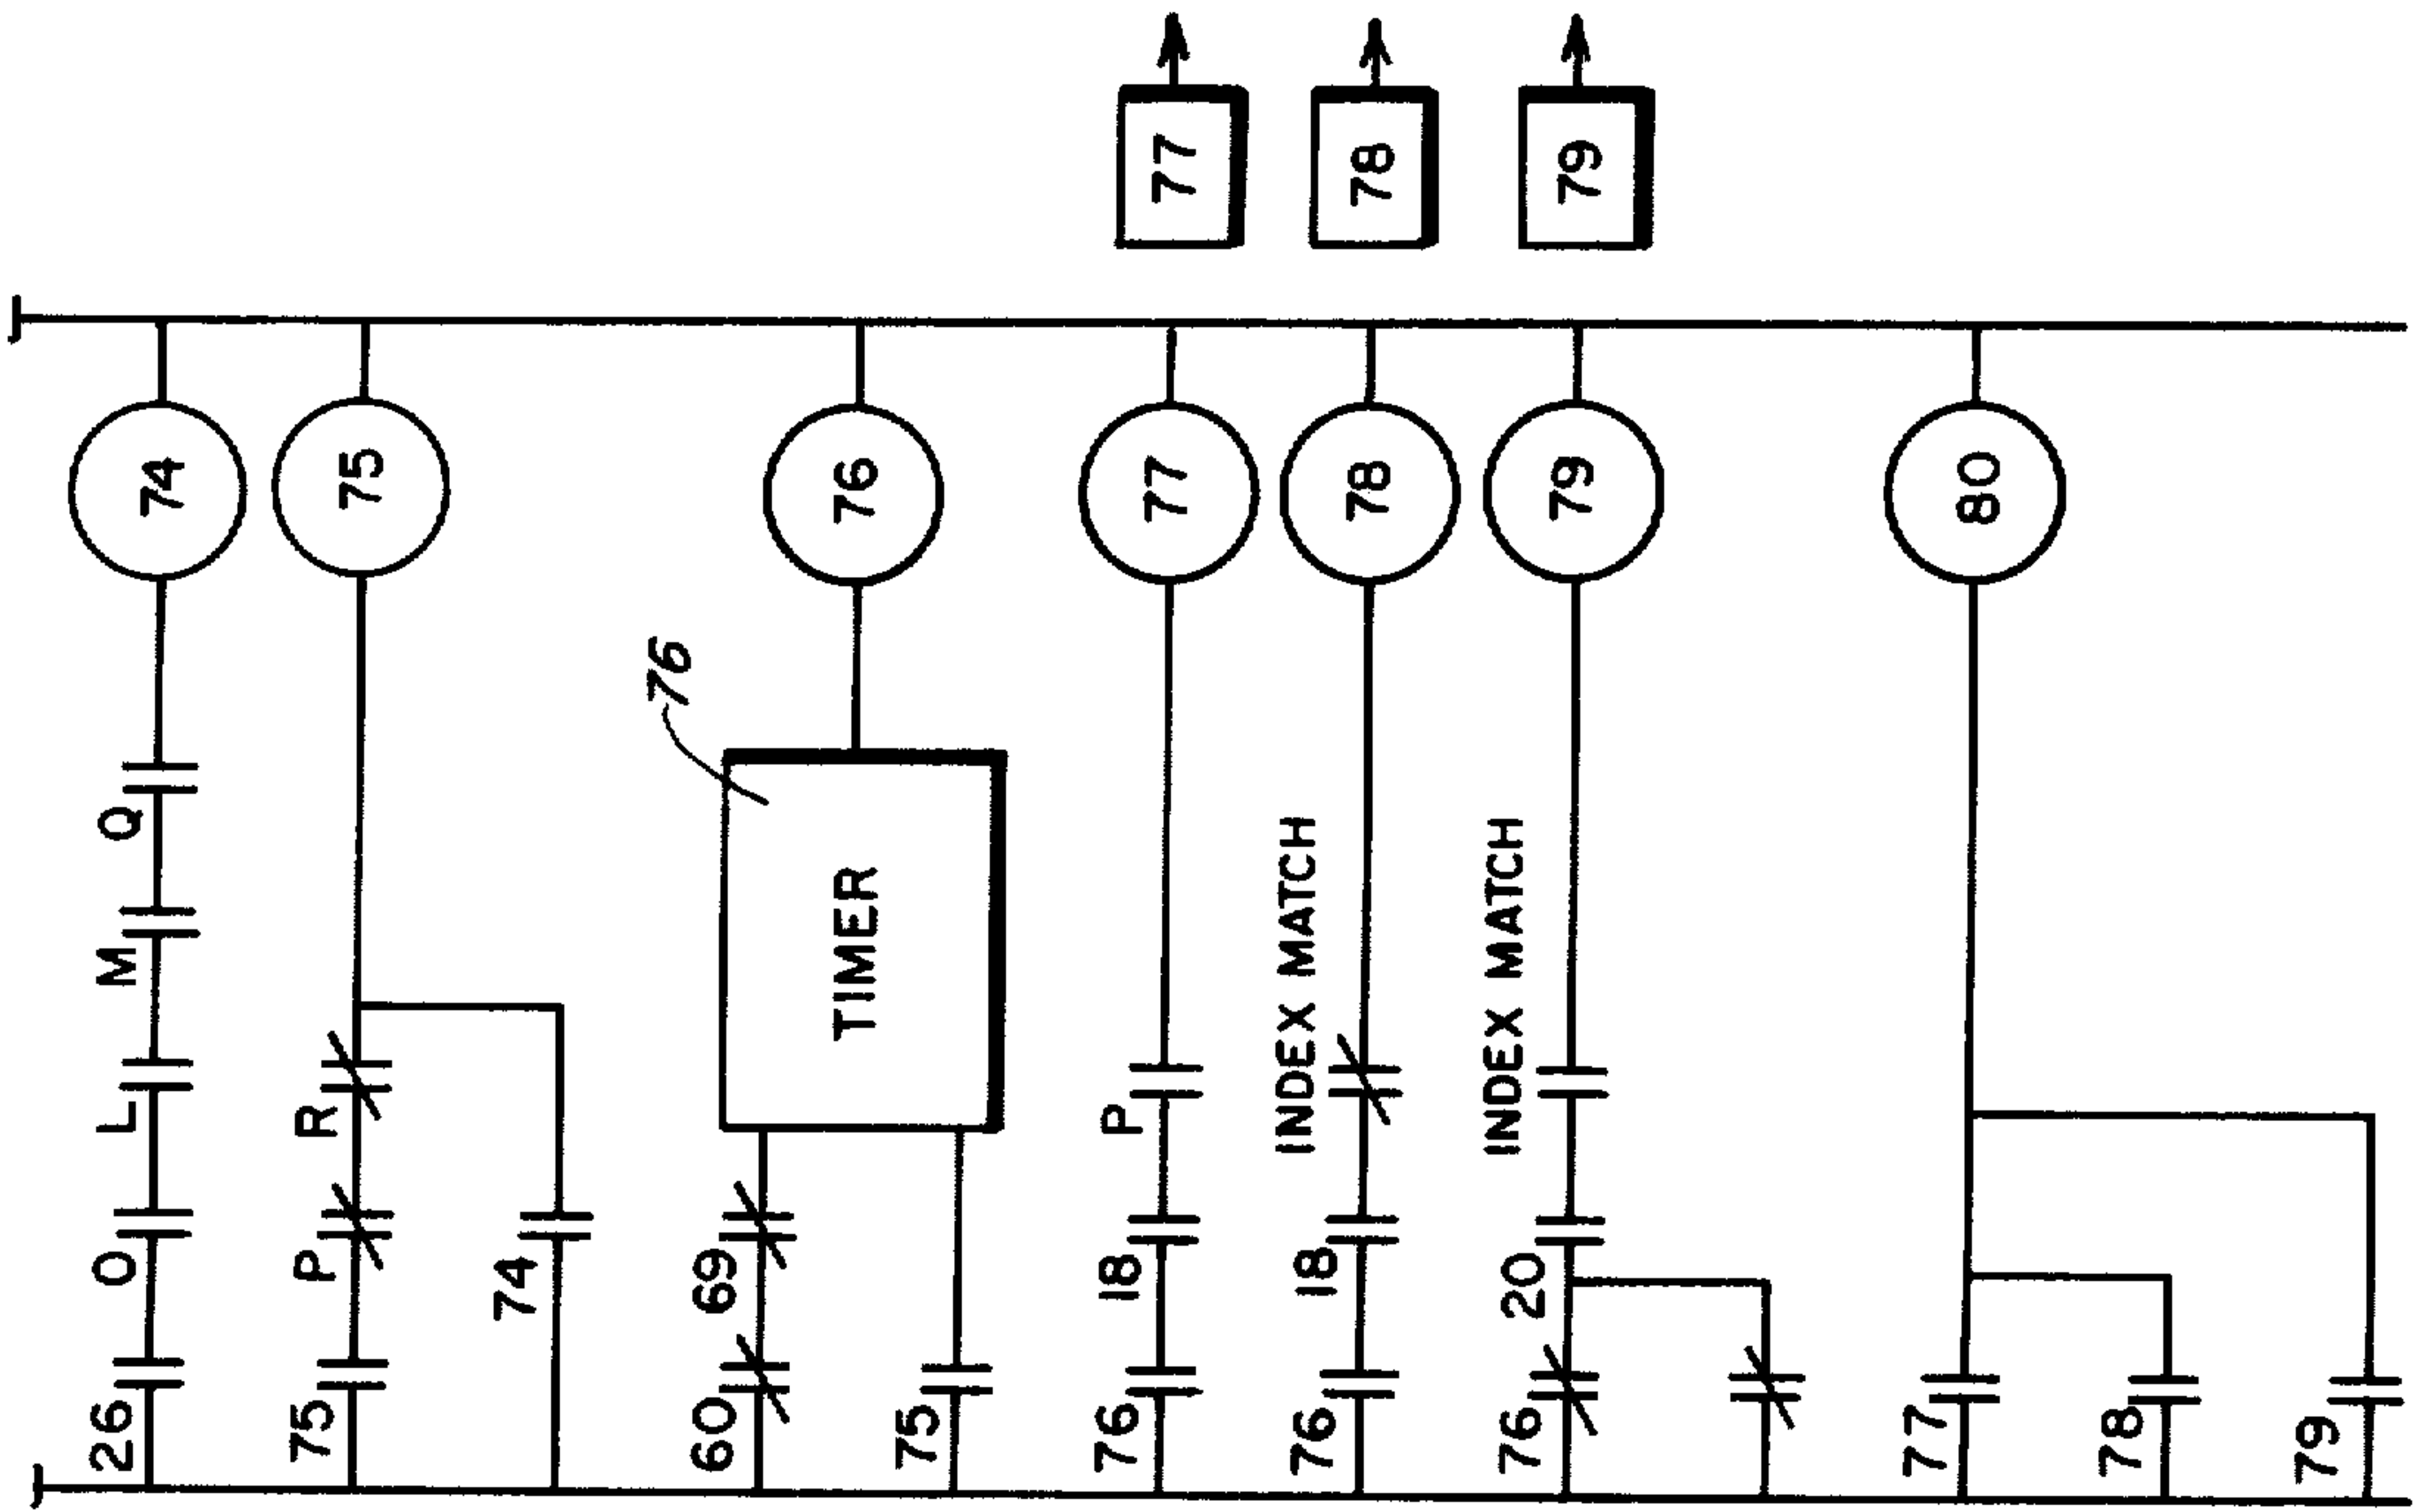 26 O L M Q 74
75 P R 75
74
76
60 69 TIMER 76
75
76 18 P 77 77
76 18 INDEX MATCH 78 78
76 20 INDEX MATCH 79 79
77 80
78
79